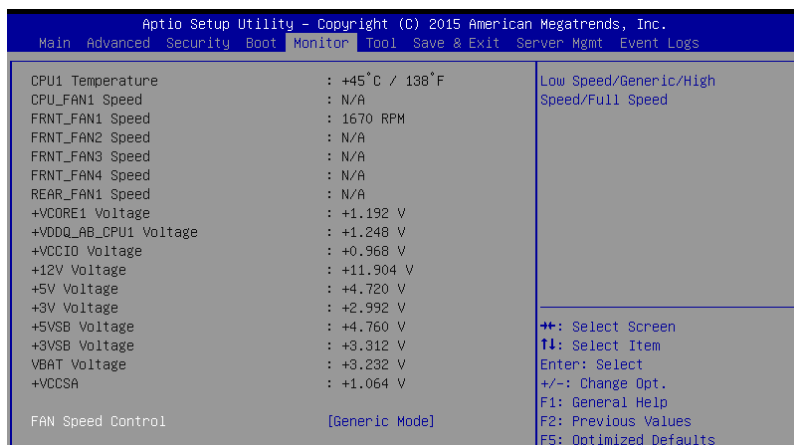 Aptio Setup Utility – Copyright (C) 2015 American Megatrends, Inc.
Main Advanced Security Boot Monitor Tool Save & Exit Server Mgmt Event Logs
CPU1 Temperature : +45°C / 138°F
CPU_FAN1 Speed : N/A
FRNT_FAN1 Speed : 1670 RPM
FRNT_FAN2 Speed : N/A
FRNT_FAN3 Speed : N/A
FRNT_FAN4 Speed : N/A
REAR_FAN1 Speed : N/A
+VCORE1 Voltage : +1.192 V
+VDDQ_AB_CPU1 Voltage : +1.248 V
+VCCIO Voltage : +0.968 V
+12V Voltage : +11.904 V
+5V Voltage : +4.720 V
+3V Voltage : +2.992 V
+5VSB Voltage : +4.760 V
+3VSB Voltage : +3.312 V
VBAT Voltage : +3.232 V
+VCCSA : +1.064 V
FAN Speed Control [Generic Mode]
Low Speed/Generic/High
Speed/Full Speed
→←: Select Screen
↑↓: Select Item
Enter: Select
+/-: Change Opt.
F1: General Help
F2: Previous Values
F5: Optimized Defaults